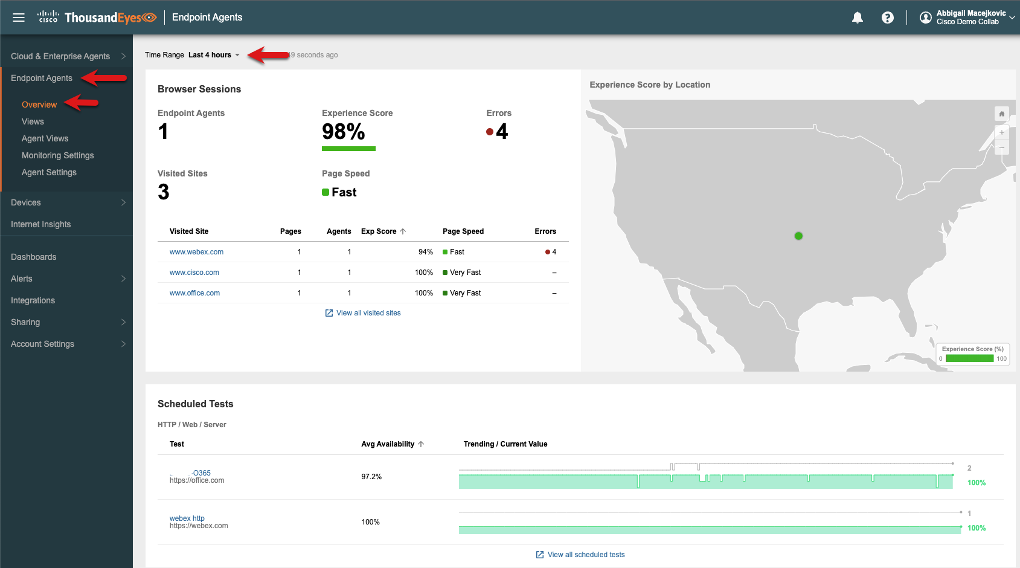 cisco ThousandEyes Endpoint Agents
Abbigail Macejkovic
Cisco Demo Collab
Cloud & Enterprise Agents
Endpoint Agents
Overview
Views
Agent Views
Monitoring Settings
Agent Settings
Devices
Internet Insights
Dashboards
Alerts
Integrations
Sharing
Account Settings
Time Range Last 4 hours 9 seconds ago
Browser Sessions
Endpoint Agents Experience Score Errors
1 98% 4
Visited Sites Page Speed
3 Fast
Visited Site Pages Agents Exp Score ↑ Page Speed Errors
www.webex.com 1 1 94% Fast 4
www.cisco.com 1 1 100% Very Fast –
www.office.com 1 1 100% Very Fast –
View all visited sites
Experience Score by Location
+
−
Experience Score (%)
0 100
Scheduled Tests
HTTP / Web / Server
Test Avg Availability ↑ Trending / Current Value
-O365
https://office.com
97.2%
2
100%
webex http
https://webex.com
100%
1
100%
View all scheduled tests